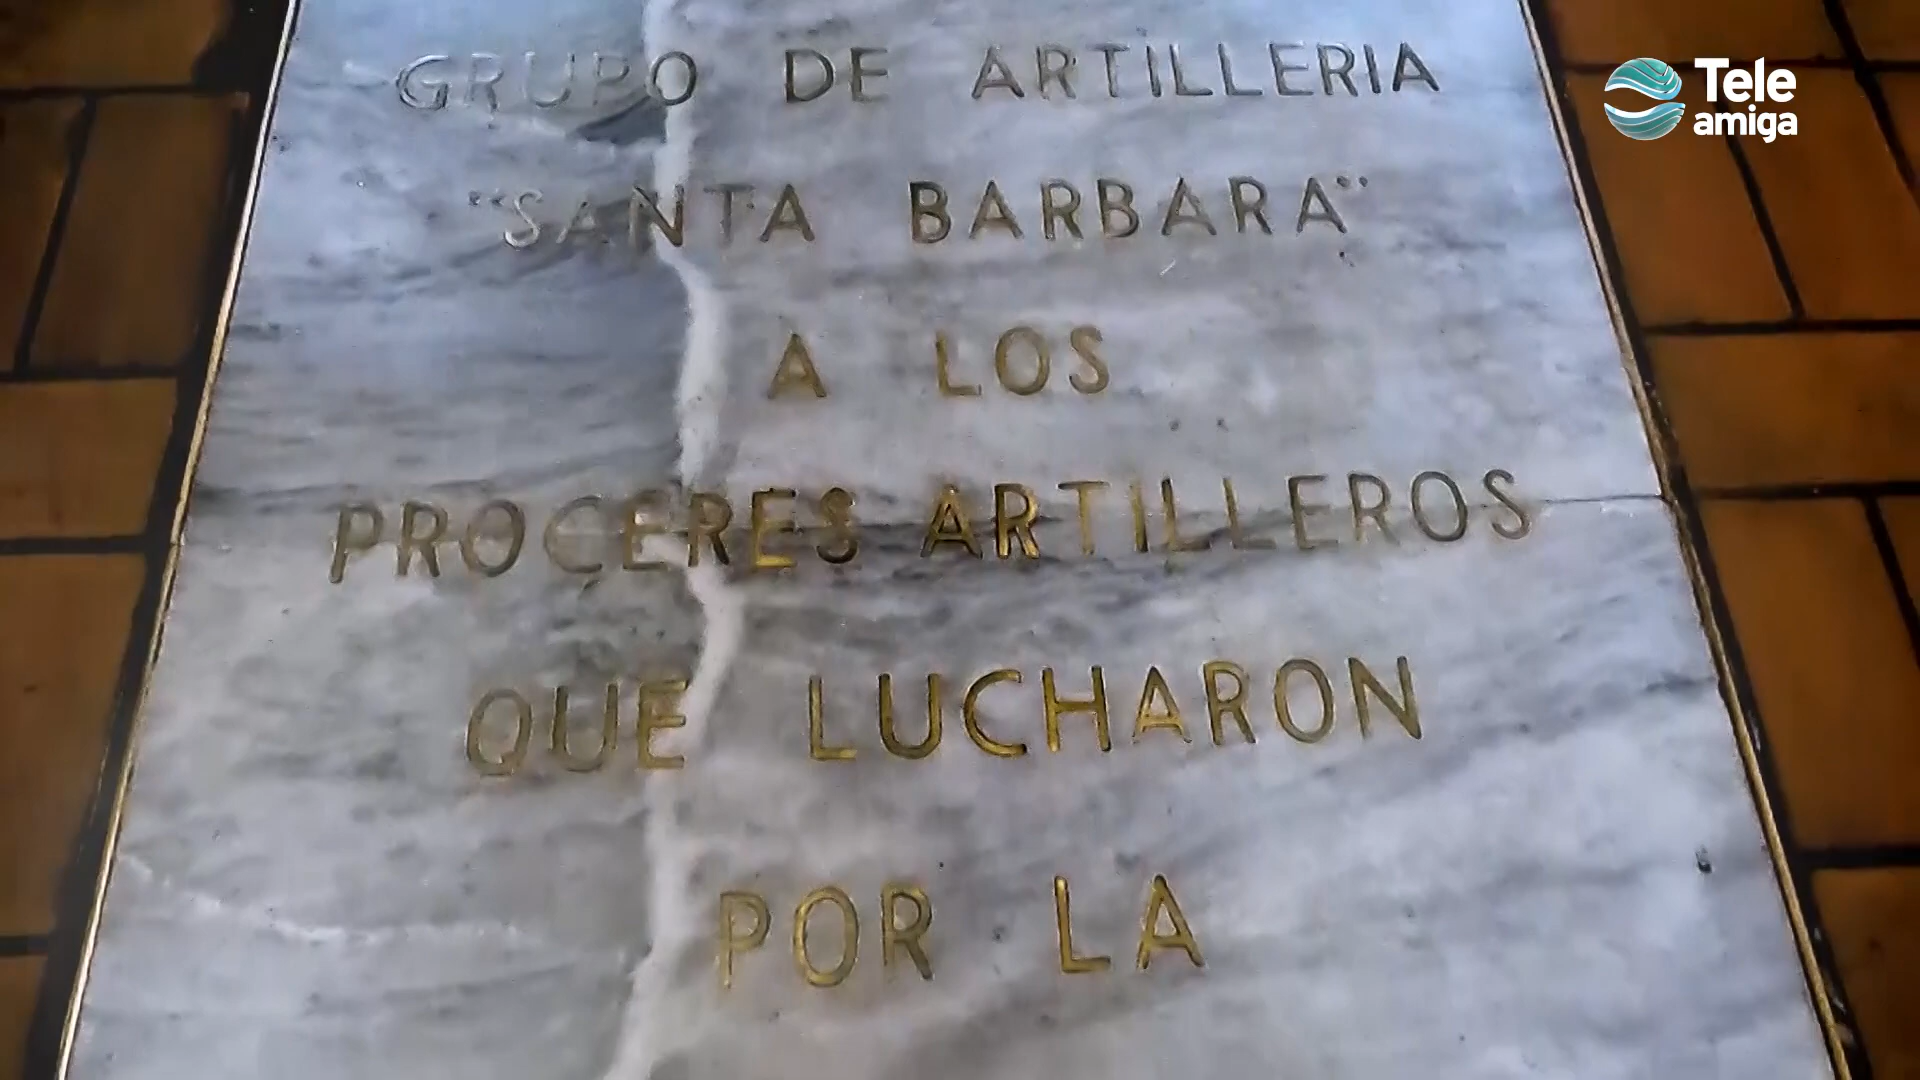 GRUPO DE ARTILLERIA
"SANTA BARBARA"
A LOS
PROCERES ARTILLEROS
QUE LUCHARON
POR LA
Tele
amiga